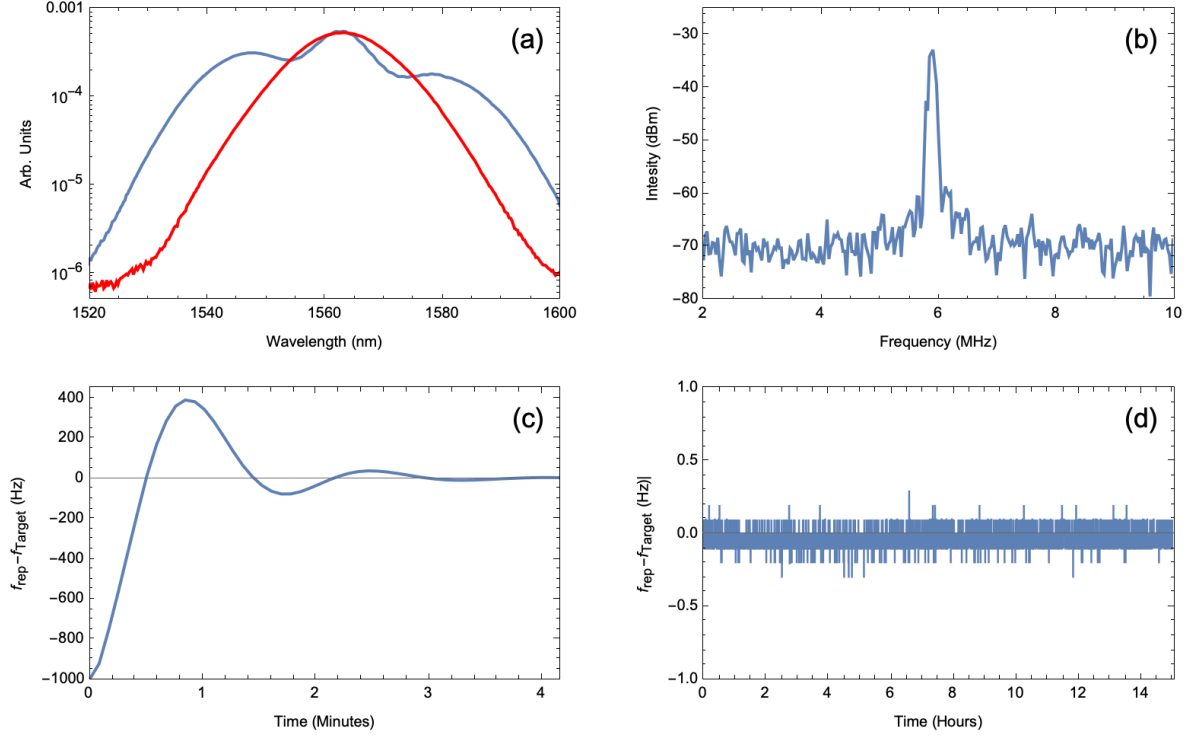 (a)
0.001
10⁻⁴
10⁻⁵
10⁻⁶
Arb. Units
1520 1540 1560 1580 1600
Wavelength (nm)
(b)
−30
−40
−50
−60
−70
−80
Intesity (dBm)
2 4 6 8 10
Frequency (MHz)
(c)
400
200
0
−200
−400
−600
−800
−1000
f_rep−f_Target (Hz)
0 1 2 3 4
Time (Minutes)
(d)
1.0
0.5
0.0
−0.5
−1.0
f_rep−f_Target (Hz)|
0 2 4 6 8 10 12 14
Time (Hours)